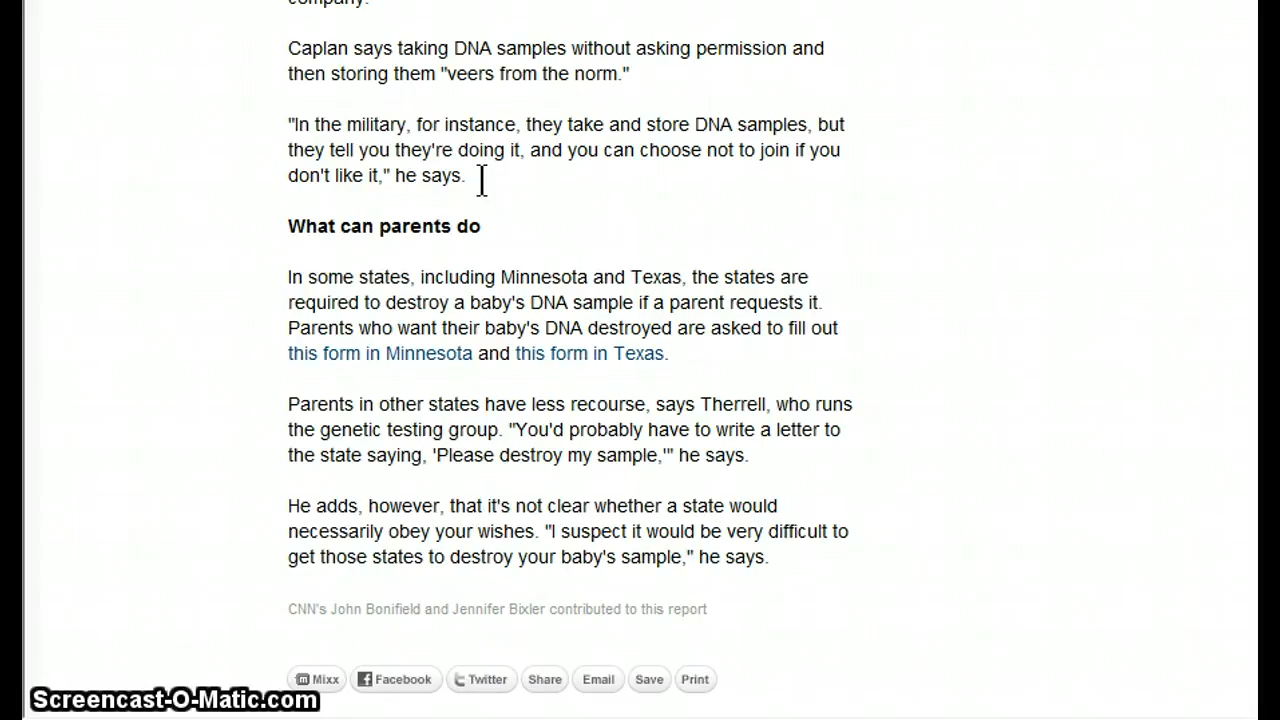 company.
Caplan says taking DNA samples without asking permission and
then storing them "veers from the norm."
"In the military, for instance, they take and store DNA samples, but
they tell you they're doing it, and you can choose not to join if you
don't like it," he says.
What can parents do
In some states, including Minnesota and Texas, the states are
required to destroy a baby's DNA sample if a parent requests it.
Parents who want their baby's DNA destroyed are asked to fill out
this form in Minnesota and this form in Texas.
Parents in other states have less recourse, says Therrell, who runs
the genetic testing group. "You'd probably have to write a letter to
the state saying, 'Please destroy my sample,'" he says.
He adds, however, that it's not clear whether a state would
necessarily obey your wishes. "I suspect it would be very difficult to
get those states to destroy your baby's sample," he says.
CNN's John Bonifield and Jennifer Bixler contributed to this report
Mixx Facebook Twitter Share Email Save Print
Screencast-O-Matic.com